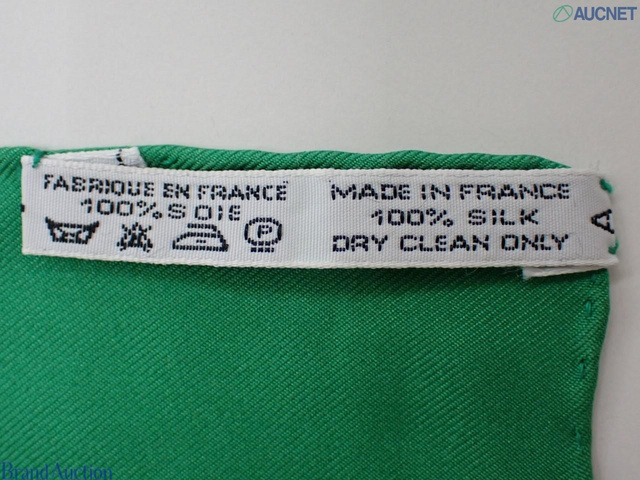 AUCNET
FABRIQUE EN FRANCE
100% SOIE
P
MADE IN FRANCE
100% SILK
DRY CLEAN ONLY
A
Brand Auction